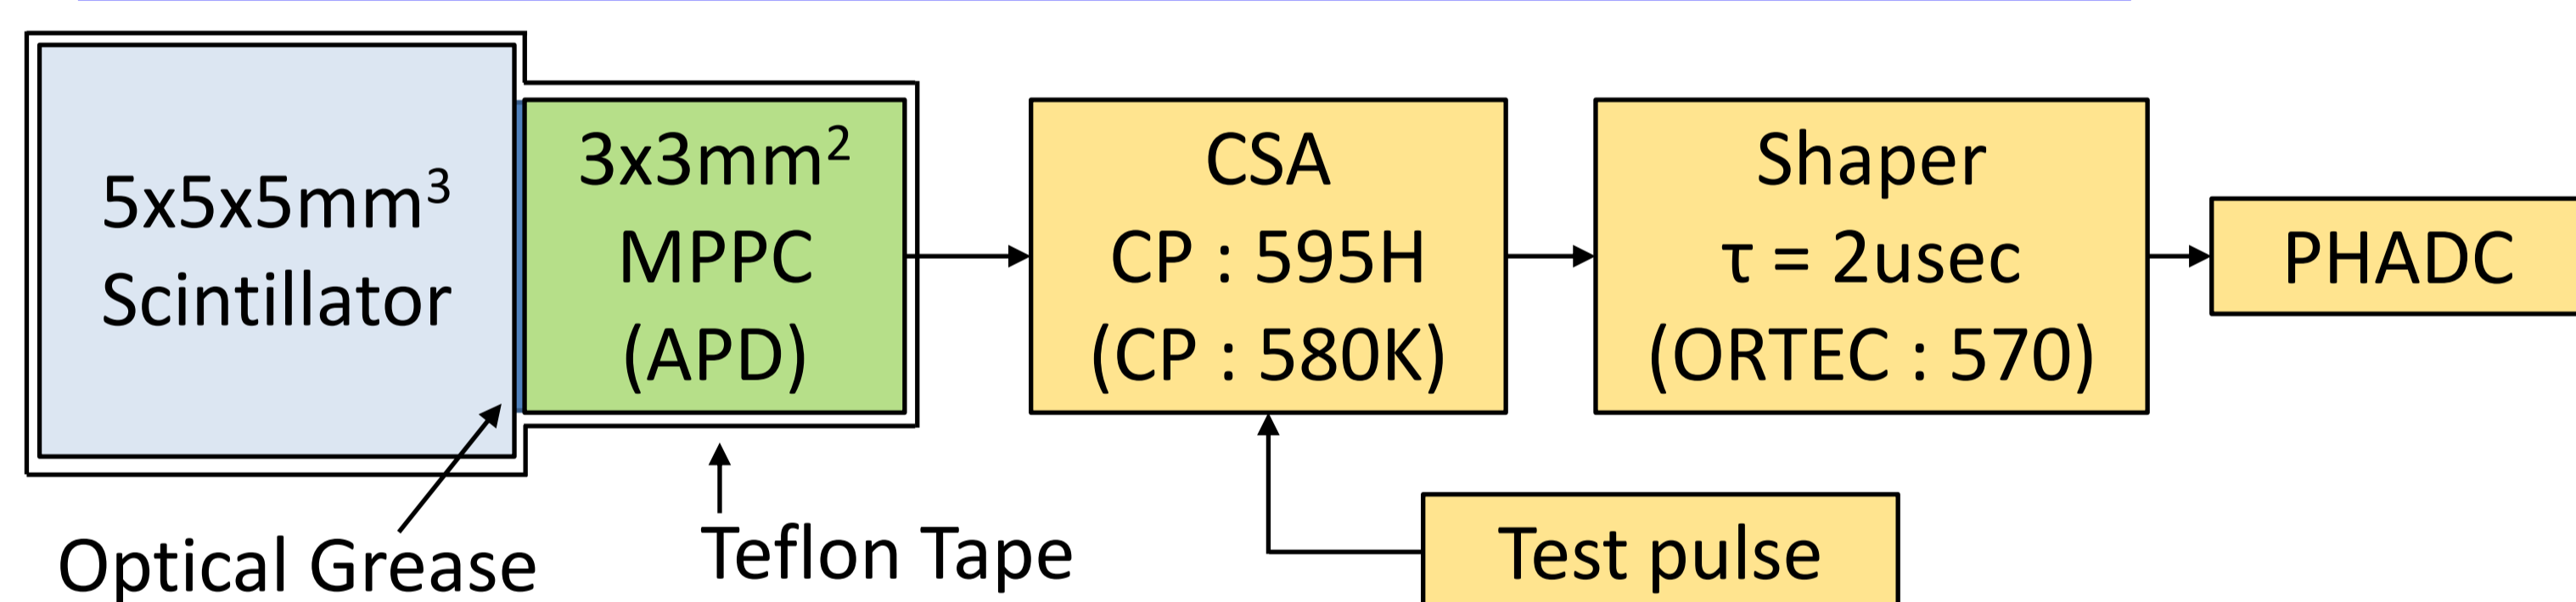 5x5x5mm³
Scintillator
3x3mm²
MPPC
(APD)
CSA
CP : 595H
(CP : 580K)
Shaper
τ = 2usec
(ORTEC : 570)
PHADC
Optical Grease
Teflon Tape
Test pulse